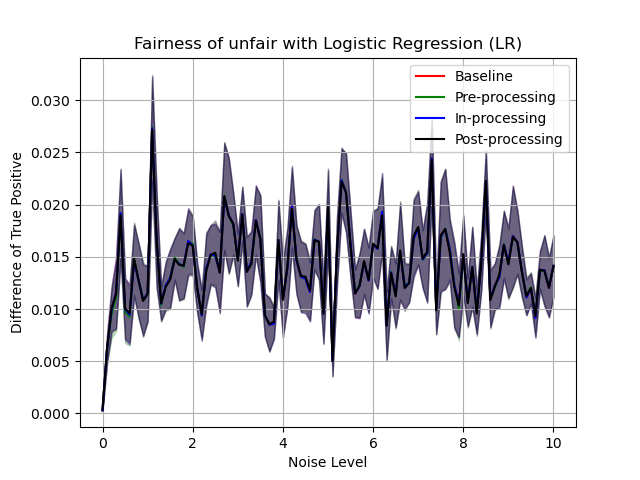 Fairness of unfair with Logistic Regression (LR)
Baseline
Pre-processing
In-processing
Post-processing
Difference of True Positive
0.030
0.025
0.020
0.015
0.010
0.005
0.000
0 2 4 6 8 10
Noise Level